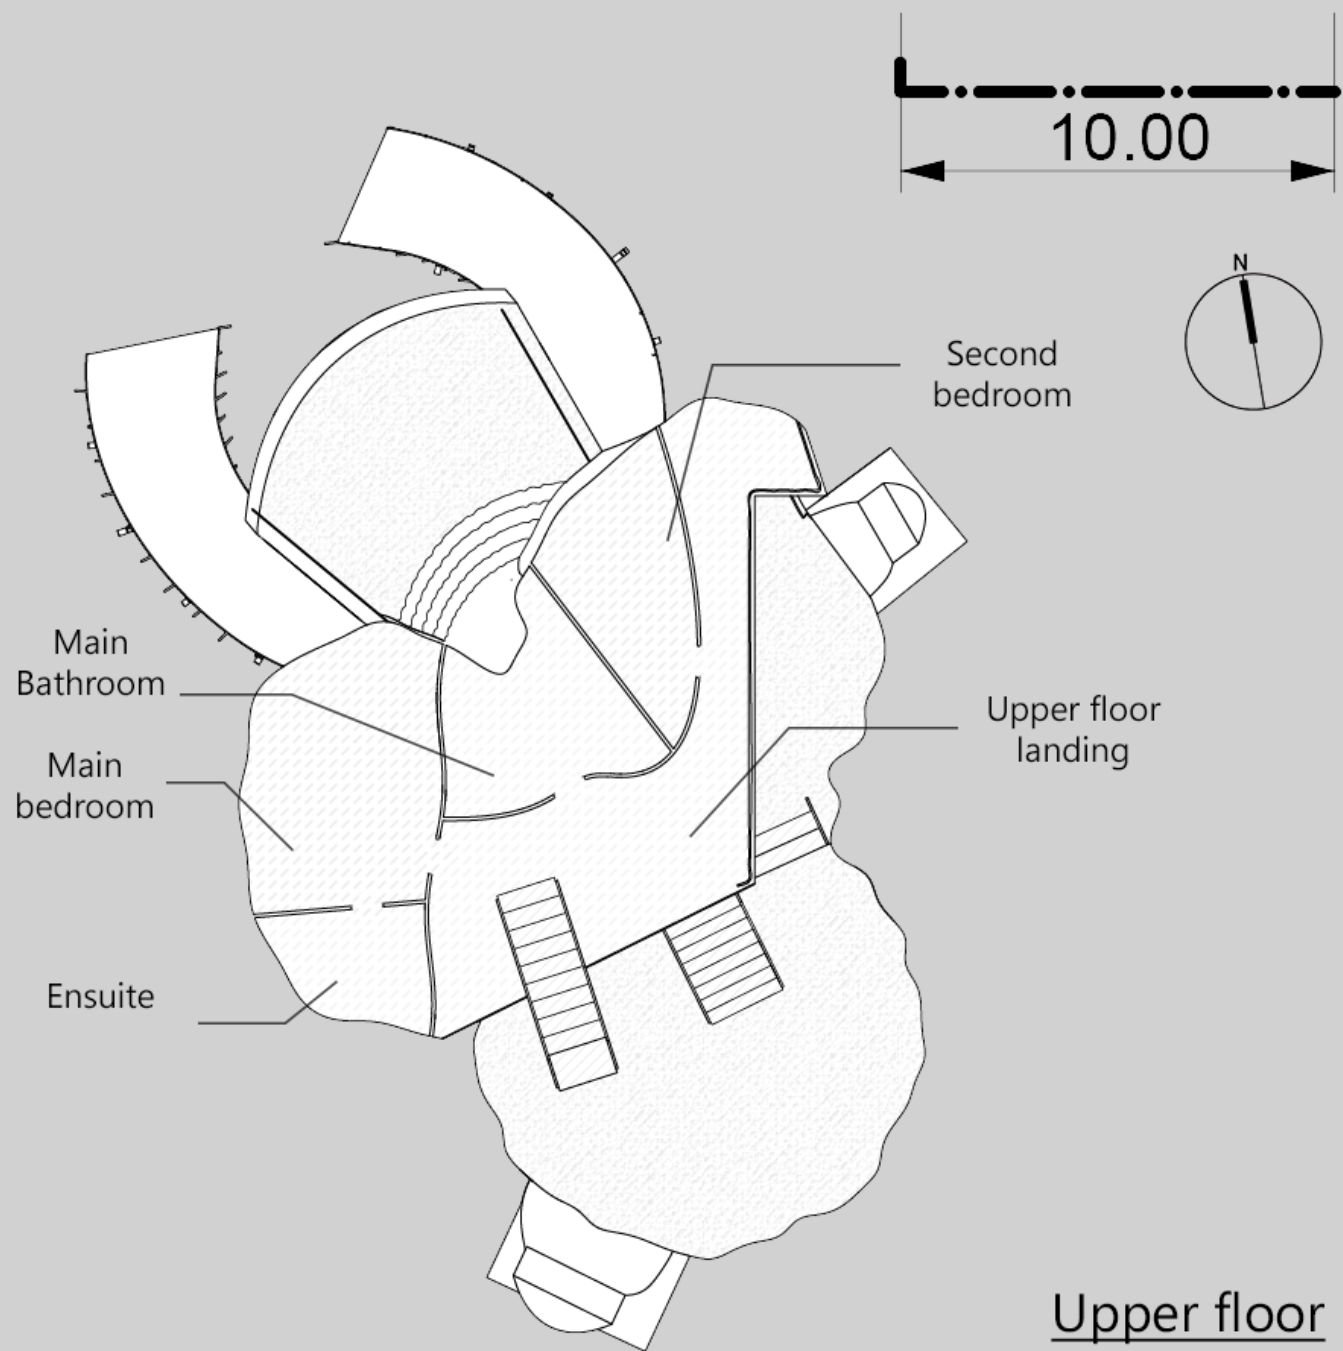 10.00
N
Second
bedroom
Main
Bathroom
Upper floor
landing
Main
bedroom
Ensuite
Upper floor